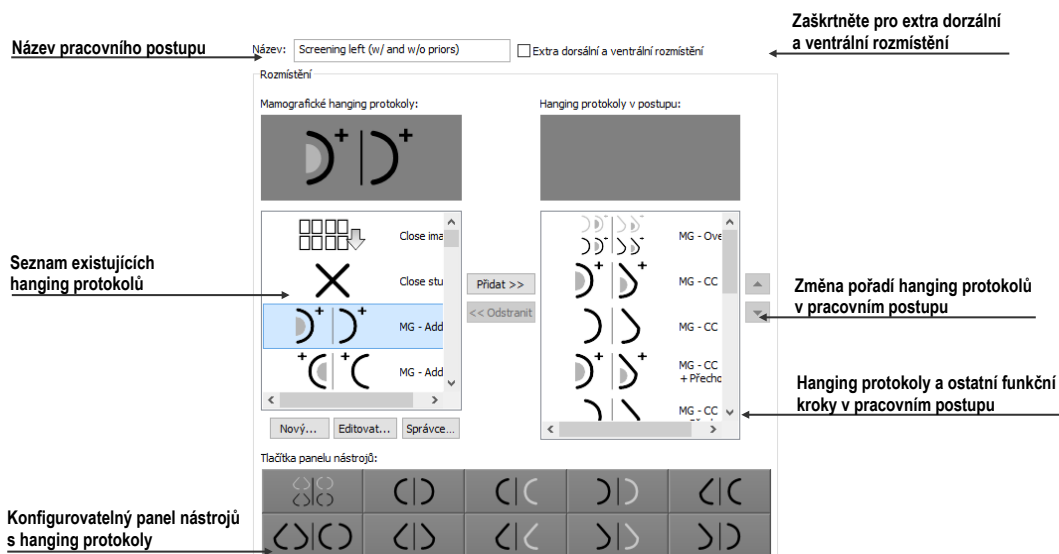 Zaškrtněte pro extra dorzální
a ventrální rozmístění
Název pracovního postupu
Název: Screening left (w/ and w/o priors) Extra dorsální a ventrální rozmístění
Rozmístění
Mamografické hanging protokoly: Hanging protokoly v postupu:
Seznam existujících
hanging protokolů
Close ima
Close stu
MG - Add
MG - Add
Přidat >>
<< Odstranit
MG - Ove
MG - CC
MG - CC
MG - CC
+ Přecho
MG - CC
Změna pořadí hanging protokolů
v pracovním postupu
Hanging protokoly a ostatní funkční
kroky v pracovním postupu
Nový... Editovat... Správce...
Tlačítka panelu nástrojů:
Konfigurovatelný panel nástrojů
s hanging protokoly